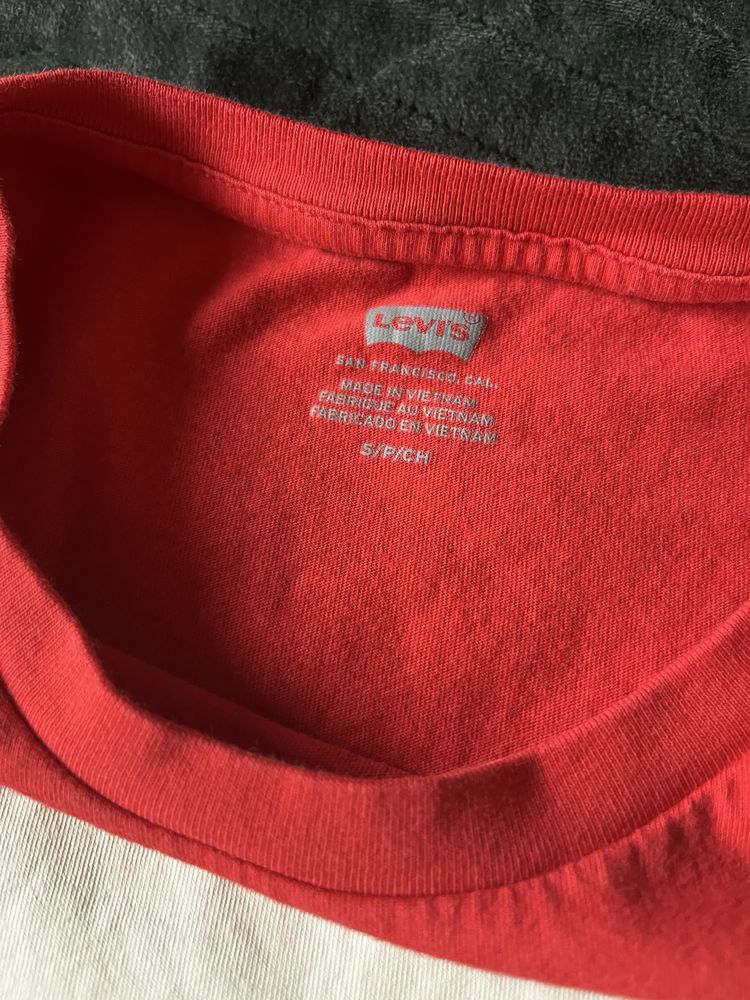 Levi's
SAN FRANCISCO, CAL.
MADE IN VIETNAM
FABRIQUÉ AU VIETNAM
FABRICADO EN VIETNAM
S/P/CH